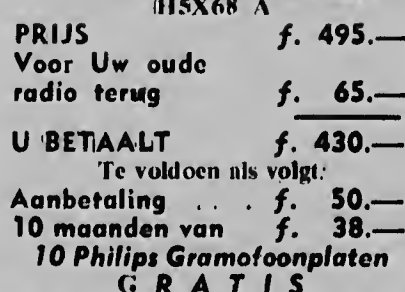 H5X68 A
PRIJS f. 495.—
Voor Uw oude
radio terug f. 65.—
U BETAALT f. 430.—
Te voldoen als volgt:
Aanbetaling . . . f. 50.—
10 maanden van f. 38.—
10 Philips Gramofoonplaten
GRATIS